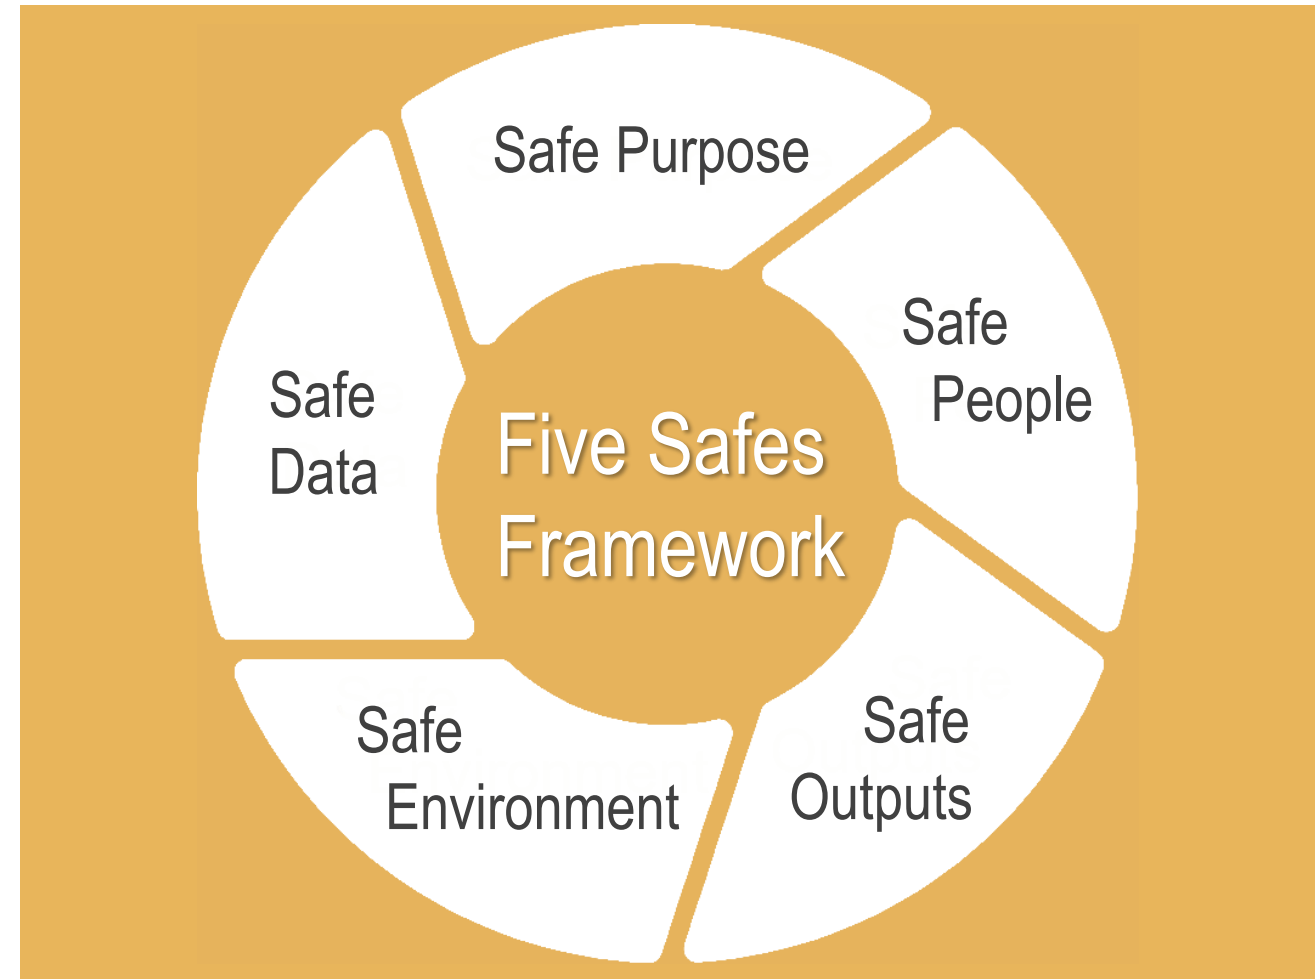 Safe Purpose
Safe
People
Safe
Outputs
Safe
Environment
Safe
Data
Five Safes
Framework